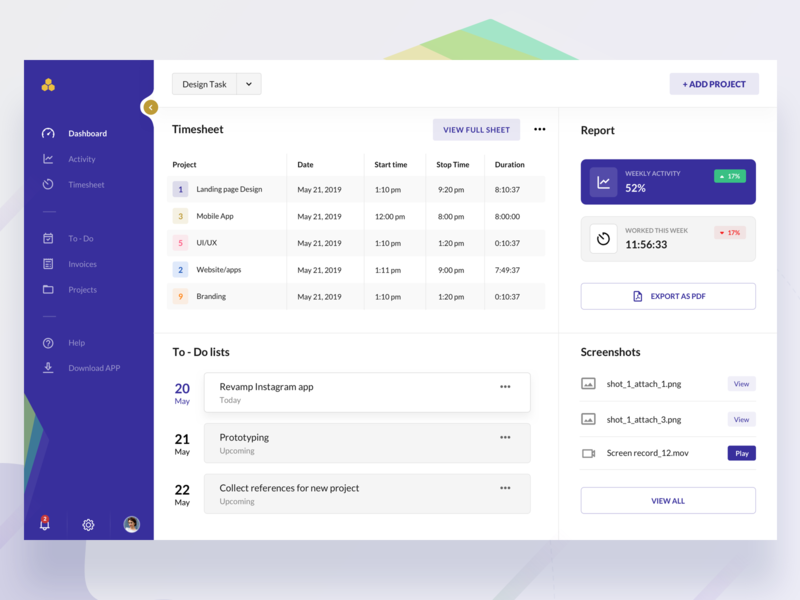 Design Task
+ ADD PROJECT
Dashboard
Activity
Timesheet
To - Do
Invoices
Projects
Help
Download APP
2
Timesheet
VIEW FULL SHEET
Project Date Start time Stop Time Duration
1 Landing page Design May 21, 2019 1:10 pm 9:20 pm 8:10:37
3 Mobile App May 21, 2019 12:00 pm 8:00 pm 8:00:00
5 UI/UX May 21, 2019 1:10 pm 1:20 pm 0:10:37
2 Website/apps May 21, 2019 1:11 pm 9:00 pm 7:49:37
9 Branding May 21, 2019 1:10 pm 1:20 pm 0:10:37
Report
WEEKLY ACTIVITY
52%
17%
WORKED THIS WEEK
11:56:33
17%
EXPORT AS PDF
To - Do lists
20
May
Revamp Instagram app
Today
21
May
Prototyping
Upcoming
22
May
Collect references for new project
Upcoming
Screenshots
shot_1_attach_1.png View
shot_1_attach_3.png View
Screen record_12.mov Play
VIEW ALL